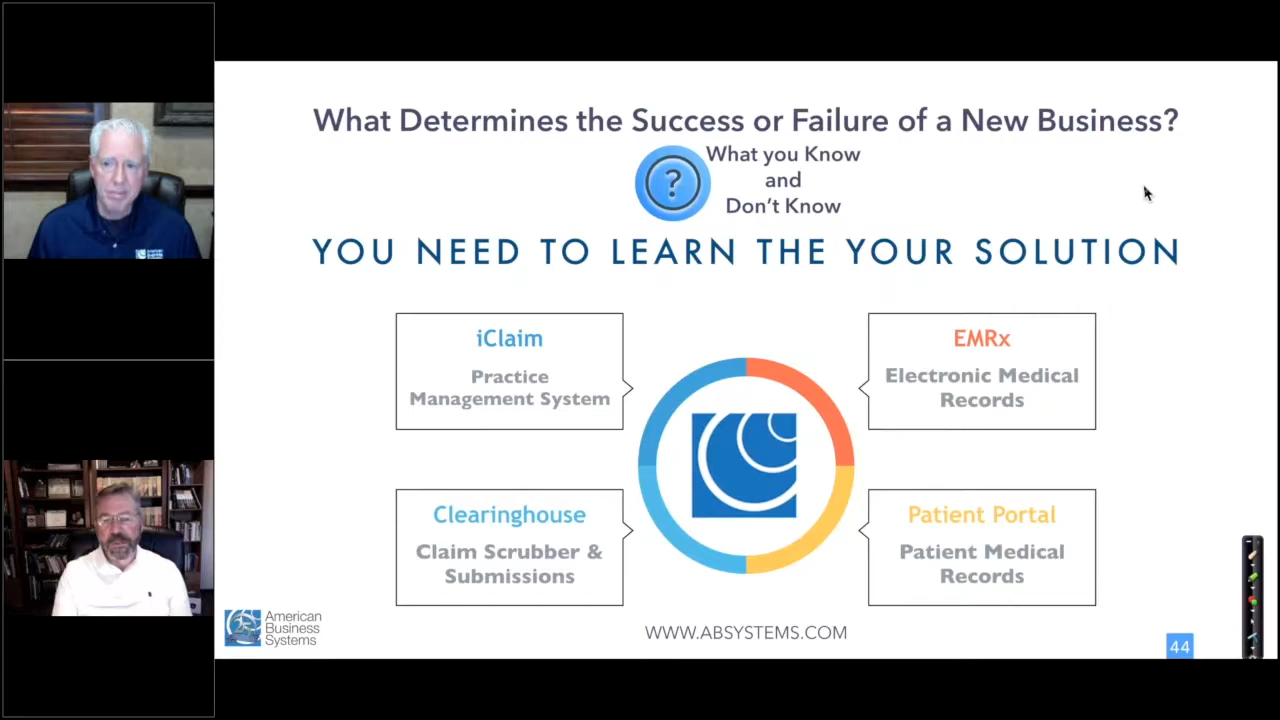 What Determines the Success or Failure of a New Business?
?
What you Know
and
Don't Know
YOU NEED TO LEARN THE YOUR SOLUTION
iClaim
Practice
Management System
EMRx
Electronic Medical
Records
Clearinghouse
Claim Scrubber &
Submissions
Patient Portal
Patient Medical
Records
American
Business
Systems
WWW.ABSYSTEMS.COM
44